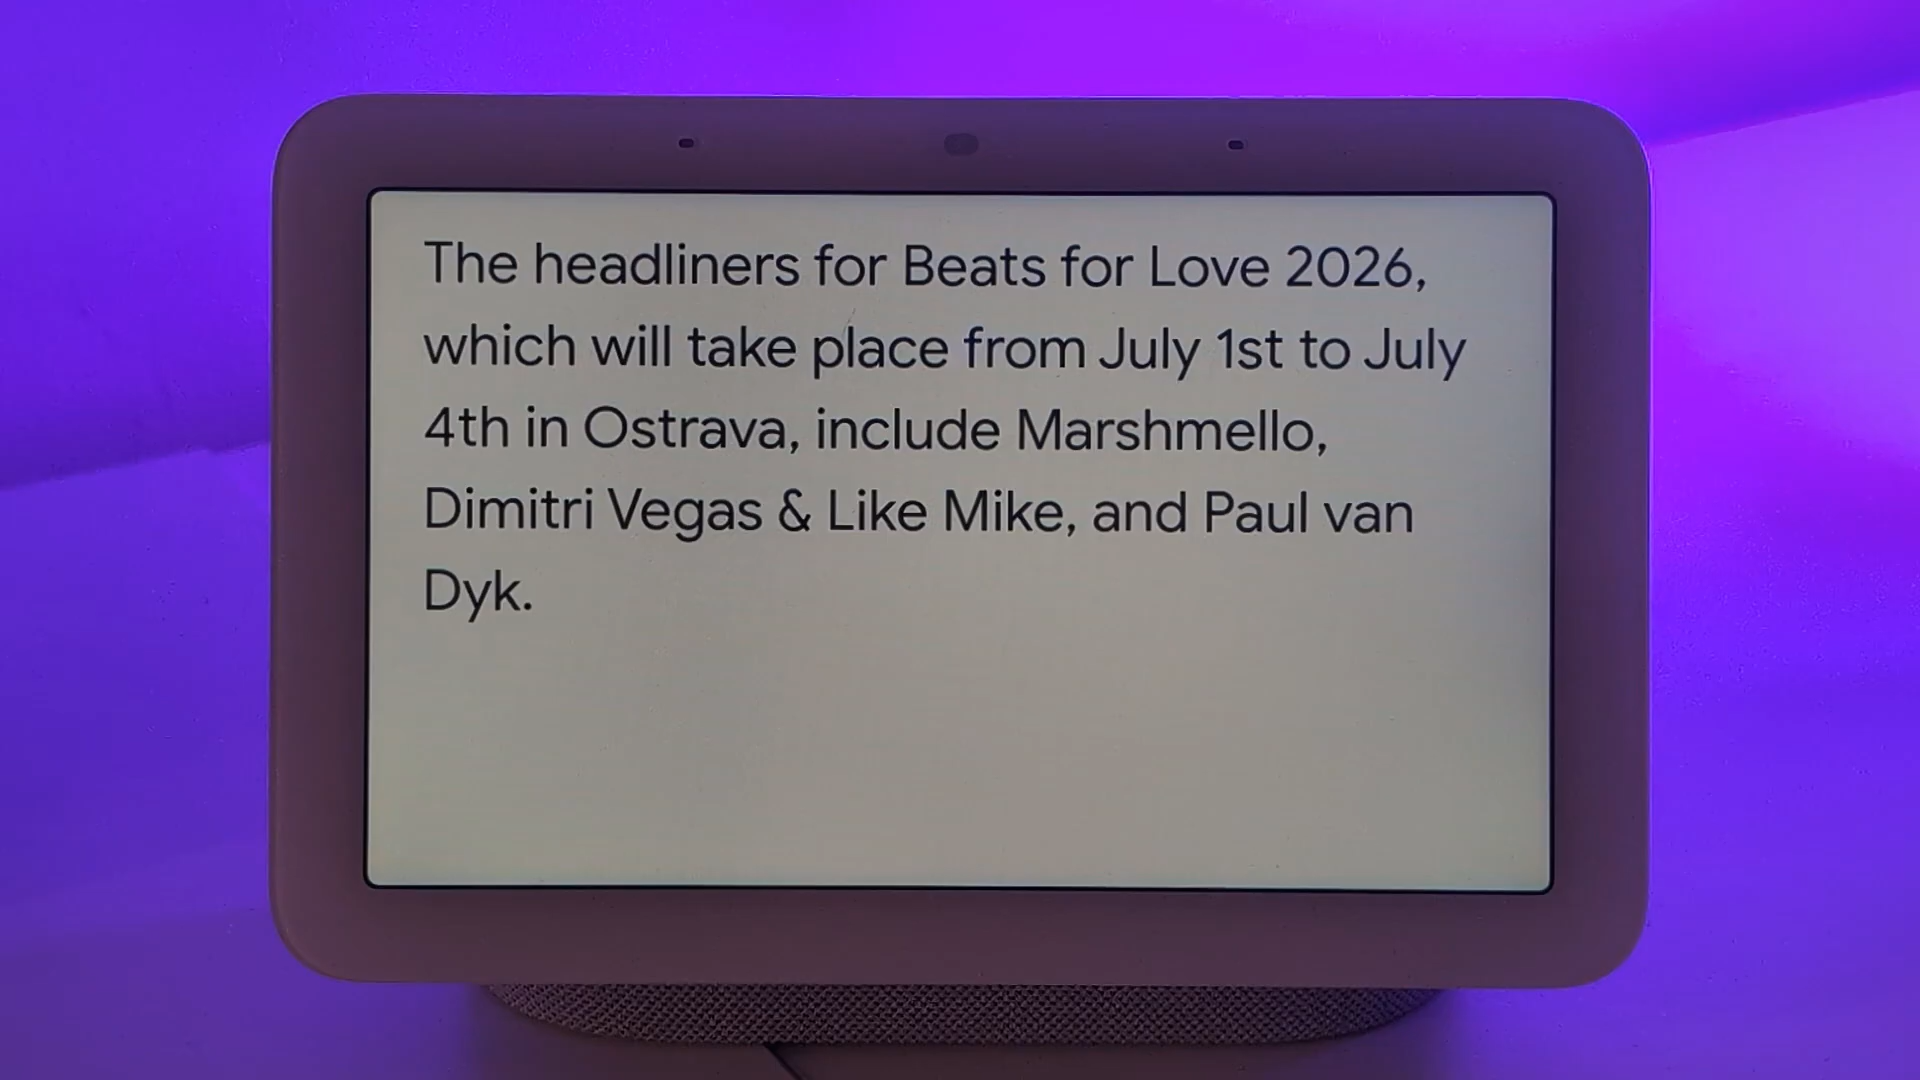 The headliners for Beats for Love 2026,
which will take place from July 1st to July
4th in Ostrava, include Marshmello,
Dimitri Vegas & Like Mike, and Paul van
Dyk.